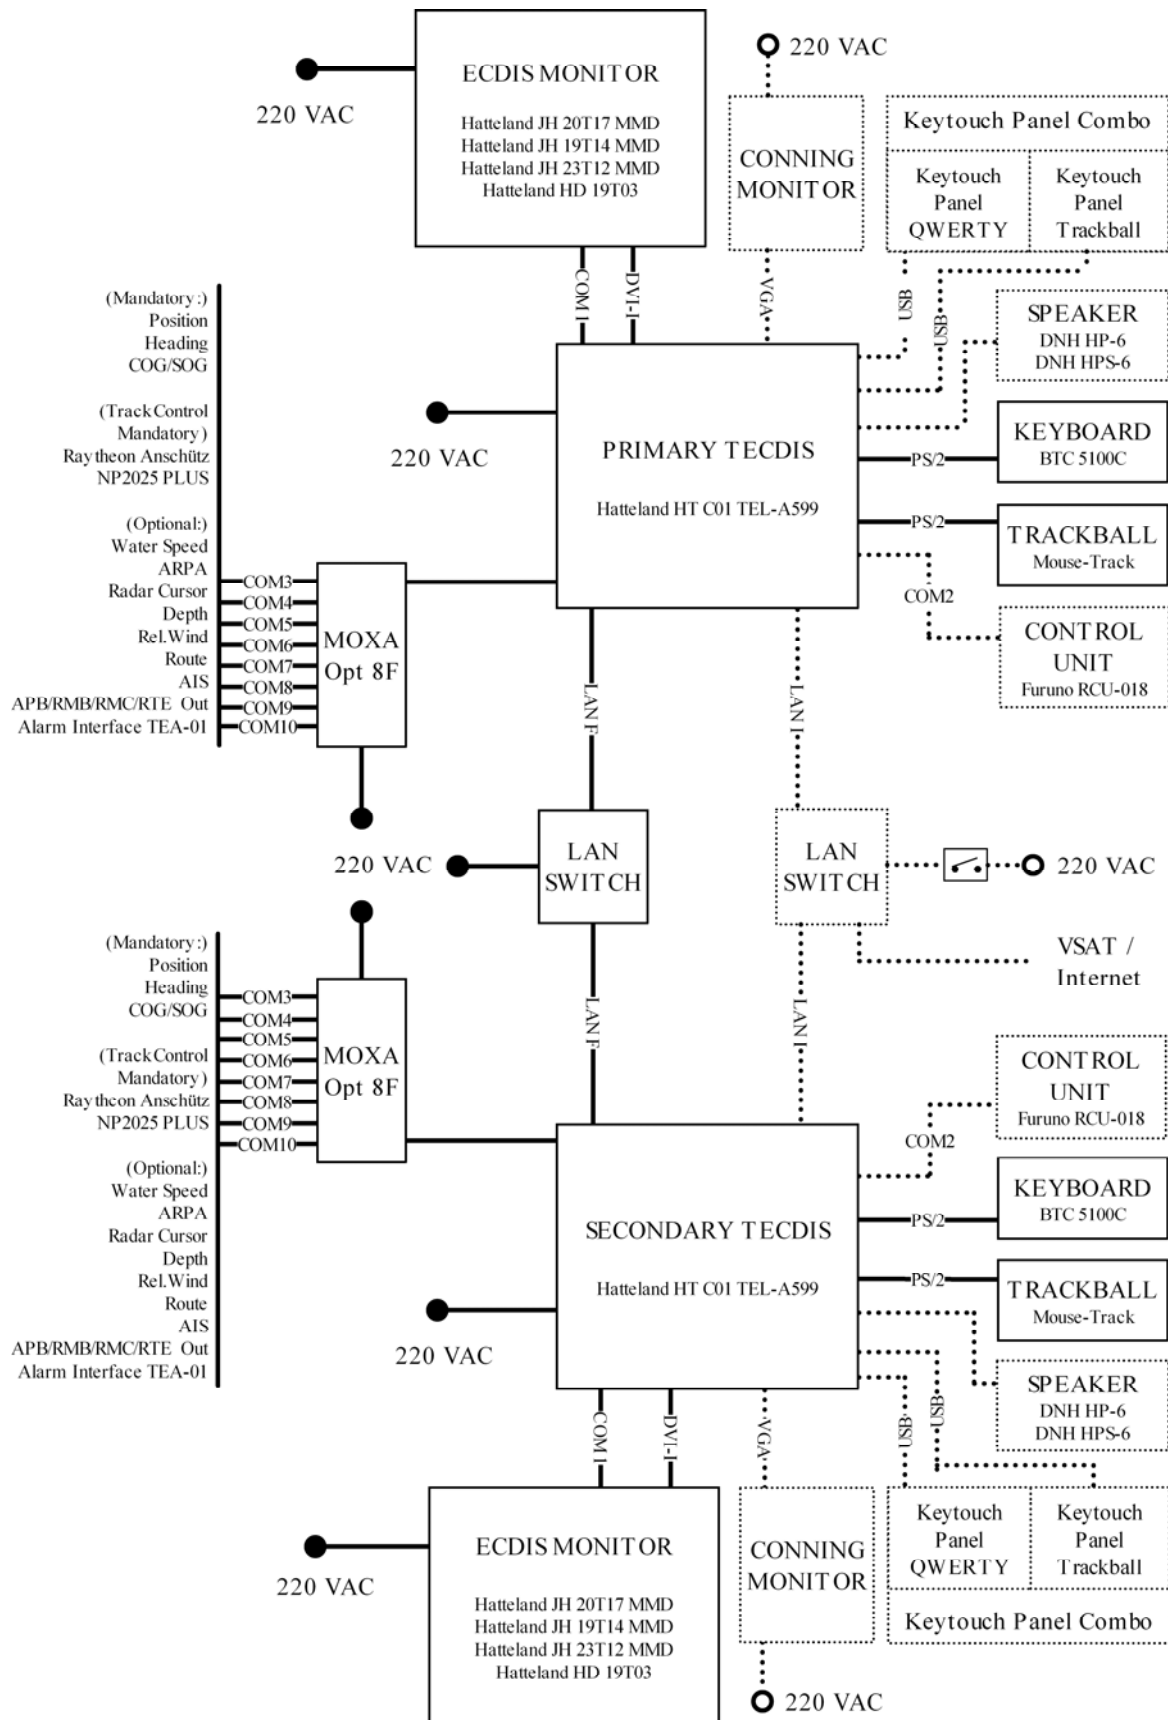 ECDIS MONITOR
Hatteland JH 20T17 MMD
Hatteland JH 19T14 MMD
Hatteland JH 23T12 MMD
Hatteland HD 19T03
220 VAC
220 VAC
CONNING
MONITOR
Keytouch Panel Combo
Keytouch
Panel
QWERTY
Keytouch
Panel
Trackball
COM 1
DVI-I
VGA
USB
USB
SPEAKER
DNH HP-6
DNH HPS-6
(Mandatory:)
Position
Heading
COG/SOG
(Track Control
Mandatory)
Raytheon Anschütz
NP2025 PLUS
(Optional:)
Water Speed
ARPA
Radar Cursor
Depth
Rel.Wind
Route
AIS
APB/RMB/RMC/RTE Out
Alarm Interface TEA-01
COM3
COM4
COM5
COM6
COM7
COM8
COM9
COM10
MOXA
Opt 8F
220 VAC
PRIMARY TECDIS
Hatteland HT C01 TEL-A599
PS/2
KEYBOARD
BTC 5100C
PS/2
TRACKBALL
Mouse-Track
COM2
CONTROL
UNIT
Furuno RCU-018
LAN F
LAN I
220 VAC
LAN
SWITCH
LAN
SWITCH
220 VAC
VSAT /
Internet
LAN F
LAN I
(Mandatory:)
Position
Heading
COG/SOG
(Track Control
Mandatory)
Raytheon Anschütz
NP2025 PLUS
(Optional:)
Water Speed
ARPA
Radar Cursor
Depth
Rel.Wind
Route
AIS
APB/RMB/RMC/RTE Out
Alarm Interface TEA-01
COM3
COM4
COM5
COM6
COM7
COM8
COM9
COM10
MOXA
Opt 8F
220 VAC
SECONDARY TECDIS
Hatteland HT C01 TEL-A599
COM2
CONTROL
UNIT
Furuno RCU-018
PS/2
KEYBOARD
BTC 5100C
PS/2
TRACKBALL
Mouse-Track
SPEAKER
DNH HP-6
DNH HPS-6
COM 1
DVI-I
VGA
USB
USB
220 VAC
ECDIS MONITOR
Hatteland JH 20T17 MMD
Hatteland JH 19T14 MMD
Hatteland JH 23T12 MMD
Hatteland HD 19T03
CONNING
MONITOR
220 VAC
Keytouch
Panel
QWERTY
Keytouch
Panel
Trackball
Keytouch Panel Combo